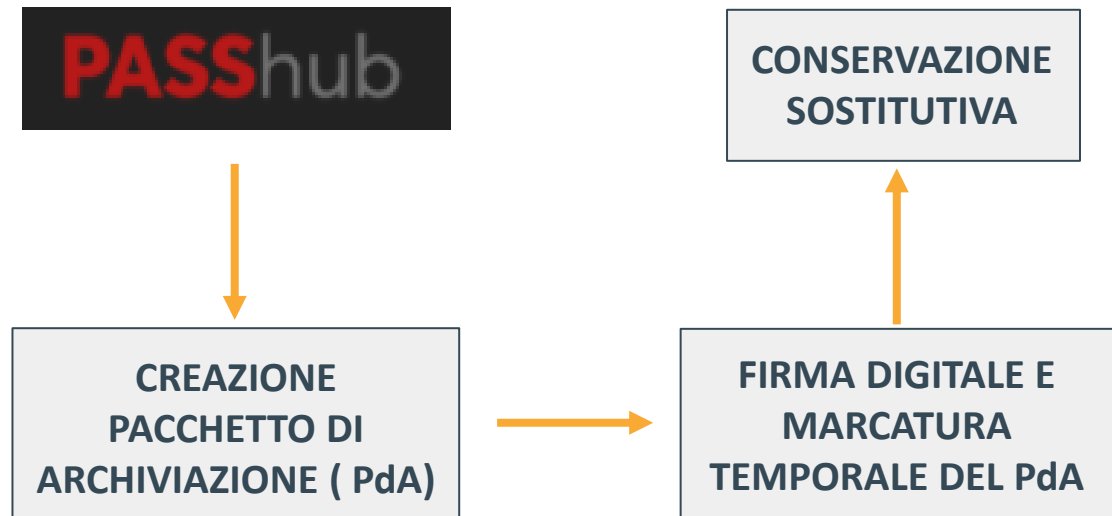 PASShub
CONSERVAZIONE
SOSTITUTIVA
CREAZIONE
PACCHETTO DI
ARCHIVIAZIONE ( PdA)
FIRMA DIGITALE E
MARCATURA
TEMPORALE DEL PdA